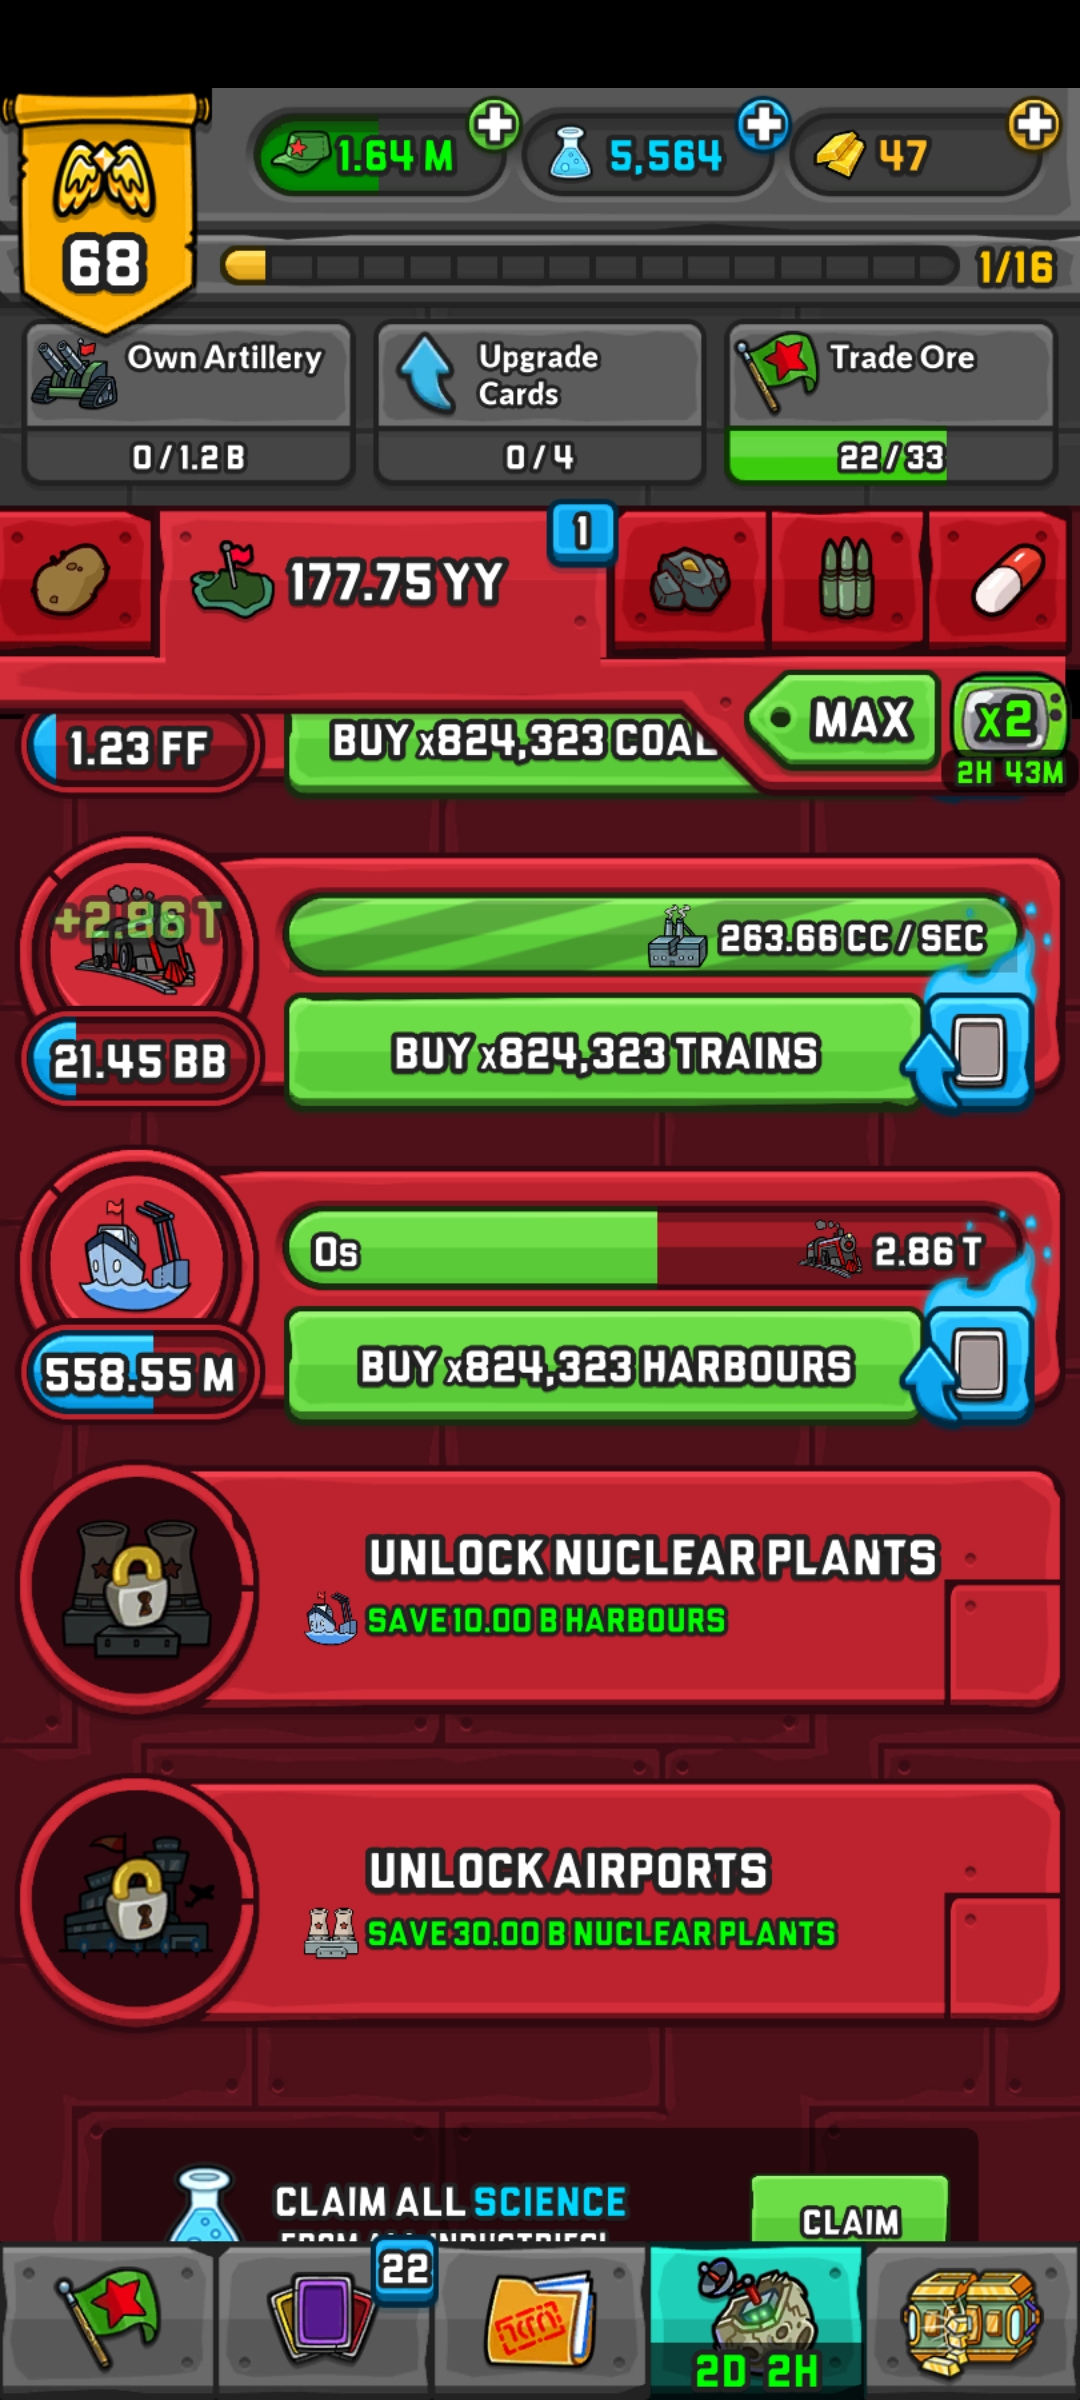 1.64 M
5,564
47
68
1/16
Own Artillery
0 / 1.2 B
Upgrade
Cards
0 / 4
Trade Ore
22 / 33
177.75 YY
1
MAX
x2
2H 43M
1.23 FF
BUY x824,323 COAL
+2.86 T
263.66 CC / SEC
21.45 BB
BUY x824,323 TRAINS
0s
2.86 T
558.55 M
BUY x824,323 HARBOURS
UNLOCK NUCLEAR PLANTS
SAVE 10.00 B HARBOURS
UNLOCK AIRPORTS
SAVE 30.00 B NUCLEAR PLANTS
CLAIM ALL SCIENCE
FROM ALL INDUSTRIES!
CLAIM
22
2D 2H